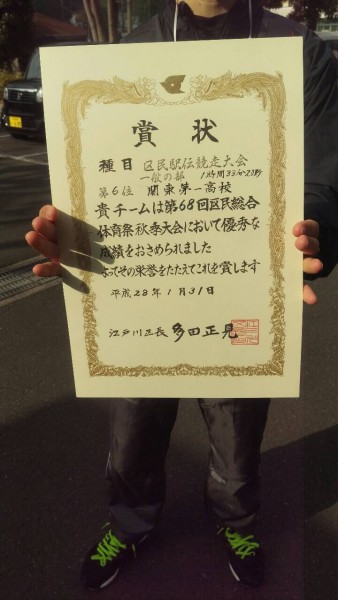 賞状
種目 区民駅伝競走大会
一般の部 1時間33分20秒
第6位 関東第一高校
貴チームは第68回区民総合
体育祭秋季大会において優秀な
成績をおさめられました
よってその栄誉をたたえてこれを賞します
平成28年1月31日
江戸川区長 多田正見